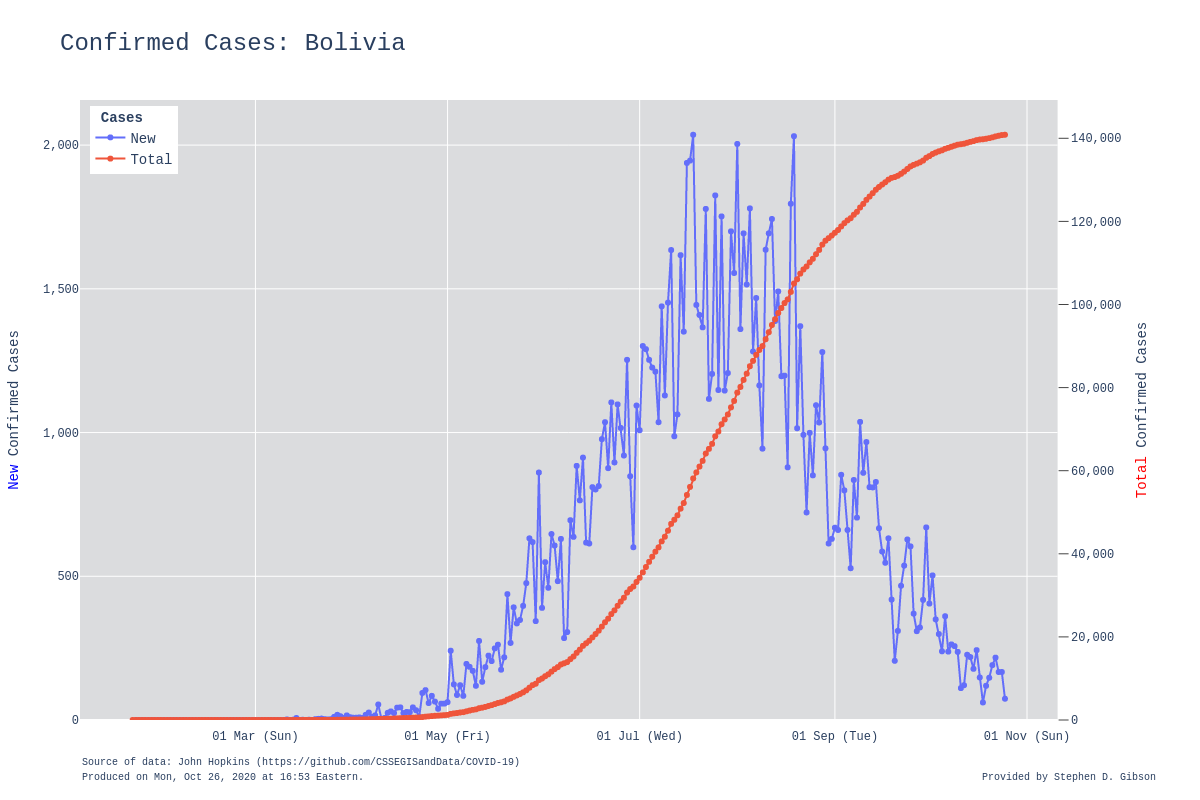 Confirmed Cases: Bolivia
Cases
New
Total
2,000
1,500
1,000
500
0
New Confirmed Cases
140,000
120,000
100,000
80,000
60,000
40,000
20,000
0
Total Confirmed Cases
01 Mar (Sun)
01 May (Fri)
01 Jul (Wed)
01 Sep (Tue)
01 Nov (Sun)
Source of data: John Hopkins (https://github.com/CSSEGISandData/COVID-19)
Produced on Mon, Oct 26, 2020 at 16:53 Eastern.
Provided by Stephen D. Gibson